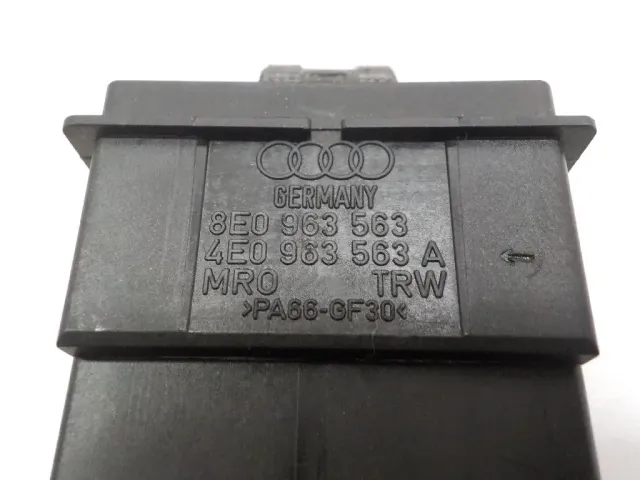 GERMANY
8E0 963 563
4E0 963 563 A
MRO TRW
>PA66-GF30<